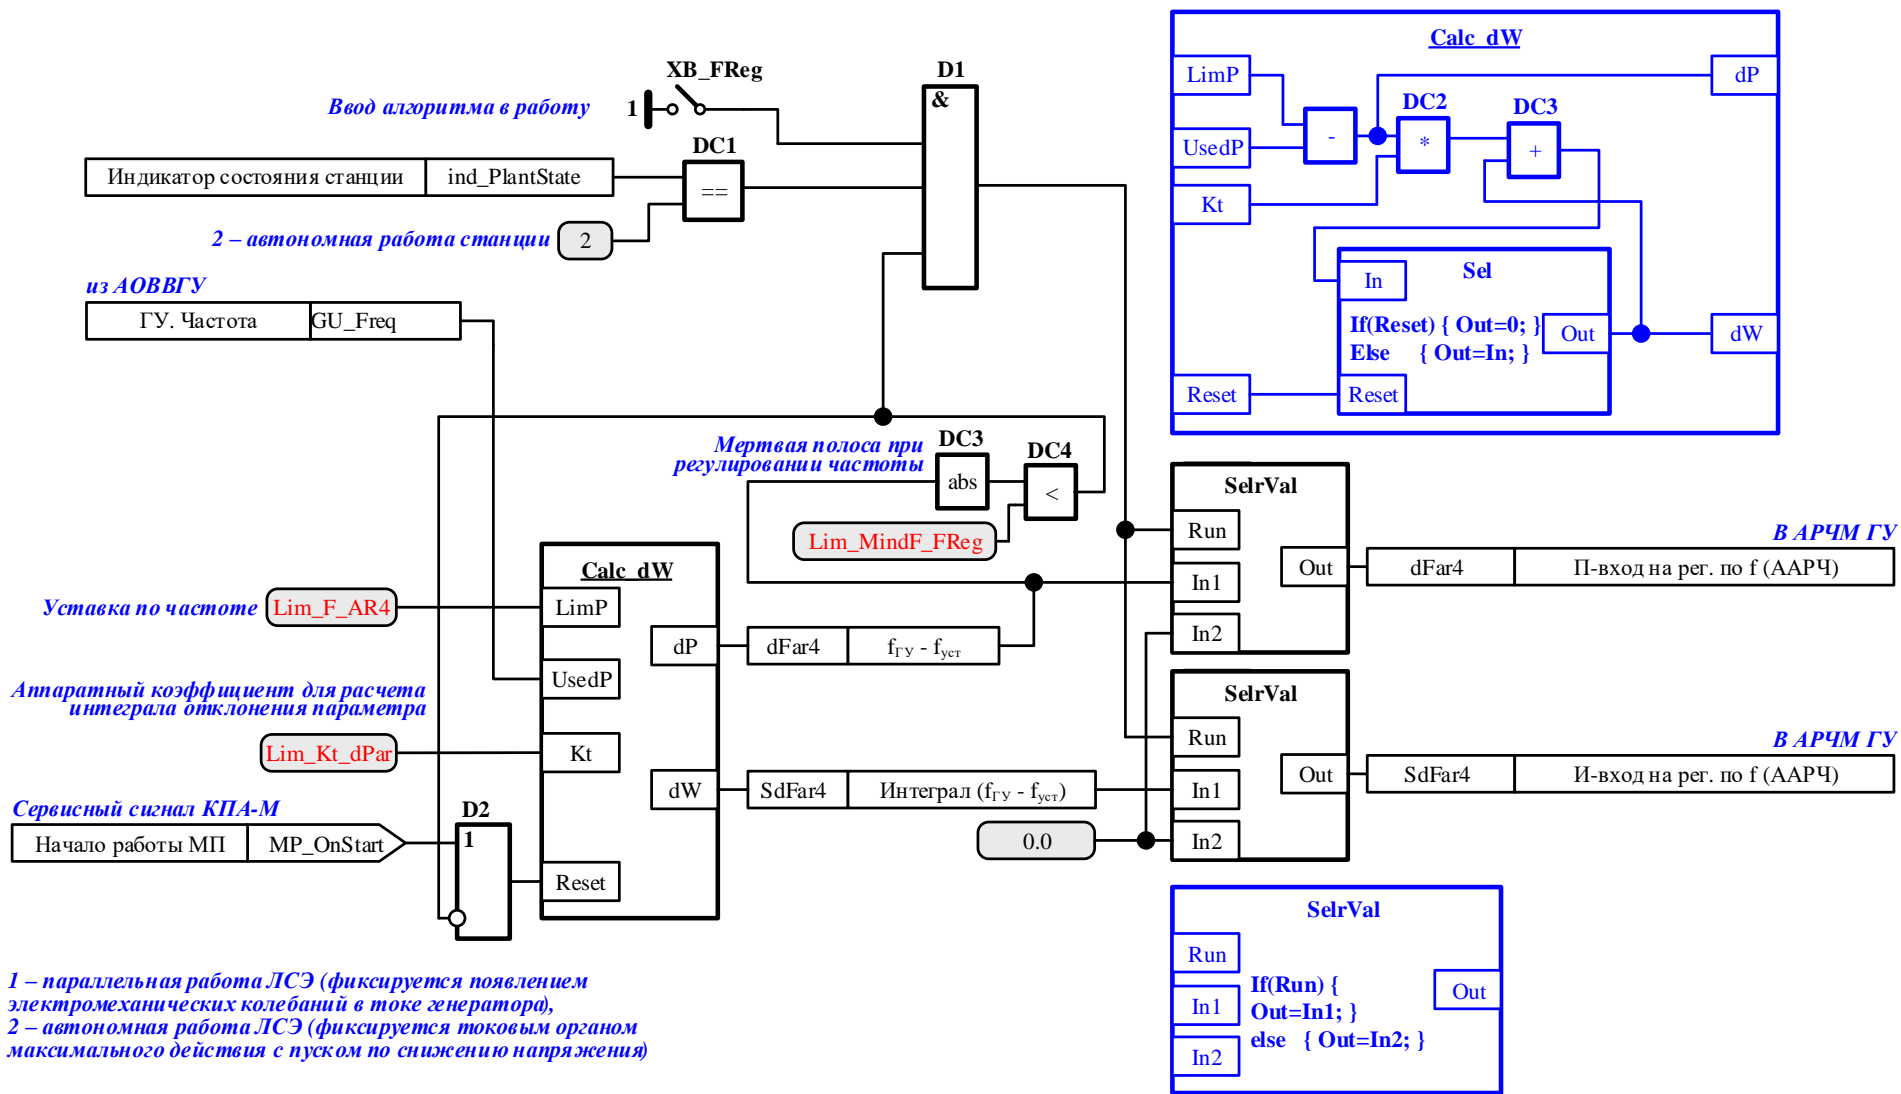 XB_FReg
Ввод алгоритма в работу
1
D1
&
DC1
==
Индикатор состояния станции
ind_PlantState
2 – автономная работа станции
2
из АОВВГУ
ГУ. Частота
GU_Freq
Мертвая полоса при
регулировании частоты
DC3
abs
DC4
<
Lim_MindF_FReg
Уставка по частоте
Lim_F_AR4
Аппаратный коэффициент для расчета
интеграла отклонения параметра
Lim_Kt_dPar
Сервисный сигнал КПА-М
Начало работы МП
MP_OnStart
D2
1
Calc_dW
LimP
UsedP
Kt
Reset
dP
dW
dFar4
fГУ - fуст
SdFar4
Интеграл (fГУ - fуст)
0.0
Calc_dW
LimP
UsedP
Kt
Reset
-
DC2
*
DC3
+
dP
dW
Sel
In
If(Reset) { Out=0; }
Else { Out=In; }
Out
Reset
SelrVal
Run
In1
In2
Out
В АРЧМ ГУ
dFar4
П-вход на рег. по f (ААРЧ)
SelrVal
Run
In1
In2
Out
В АРЧМ ГУ
SdFar4
И-вход на рег. по f (ААРЧ)
SelrVal
Run
In1
In2
If(Run) {
Out=In1; }
else { Out=In2; }
Out
1 – параллельная работа ЛСЭ (фиксируется появлением
электромеханических колебаний в токе генератора),
2 – автономная работа ЛСЭ (фиксируется токовым органом
максимального действия с пуском по снижению напряжения)